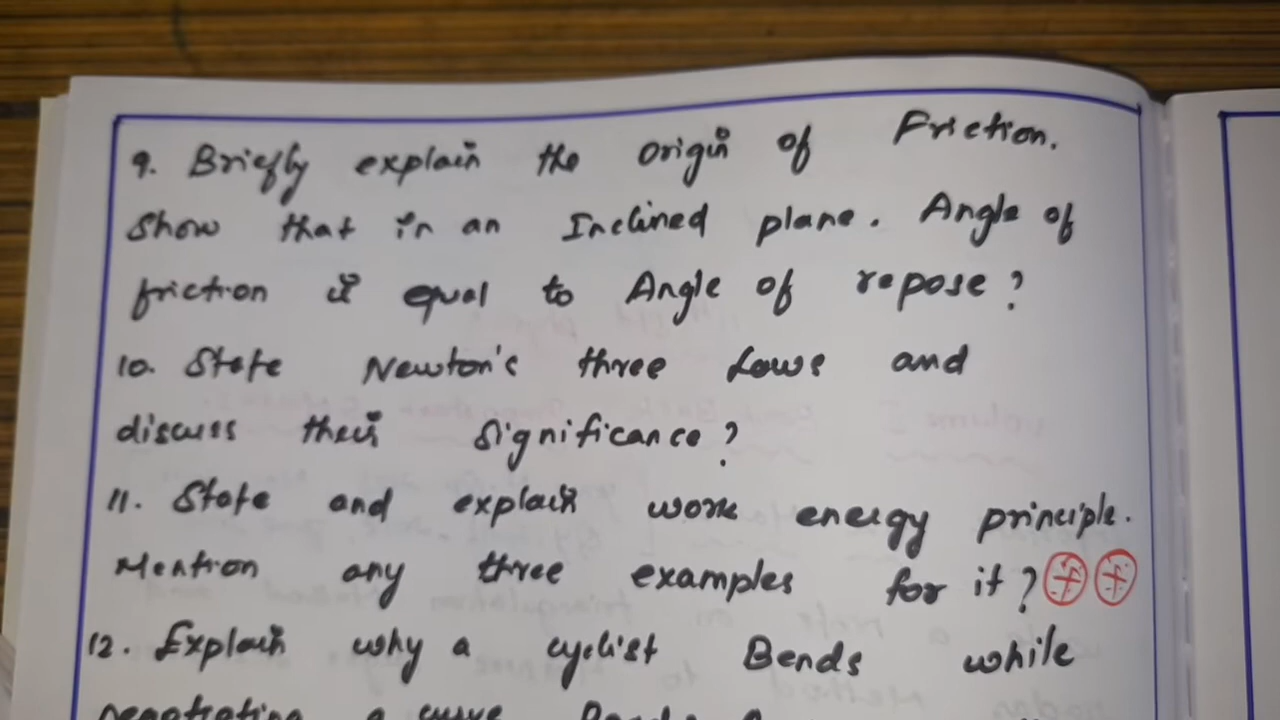 9. Briefly explain the origin of Friction.
Show that in an Inclined plane. Angle of
friction is equal to Angle of repose?
10. State Newton's three Laws and
discuss their significance?
11. State and explain work energy principle.
Mention any three examples for it?
12. Explain why a cyclist Bends while
negotiating a curve